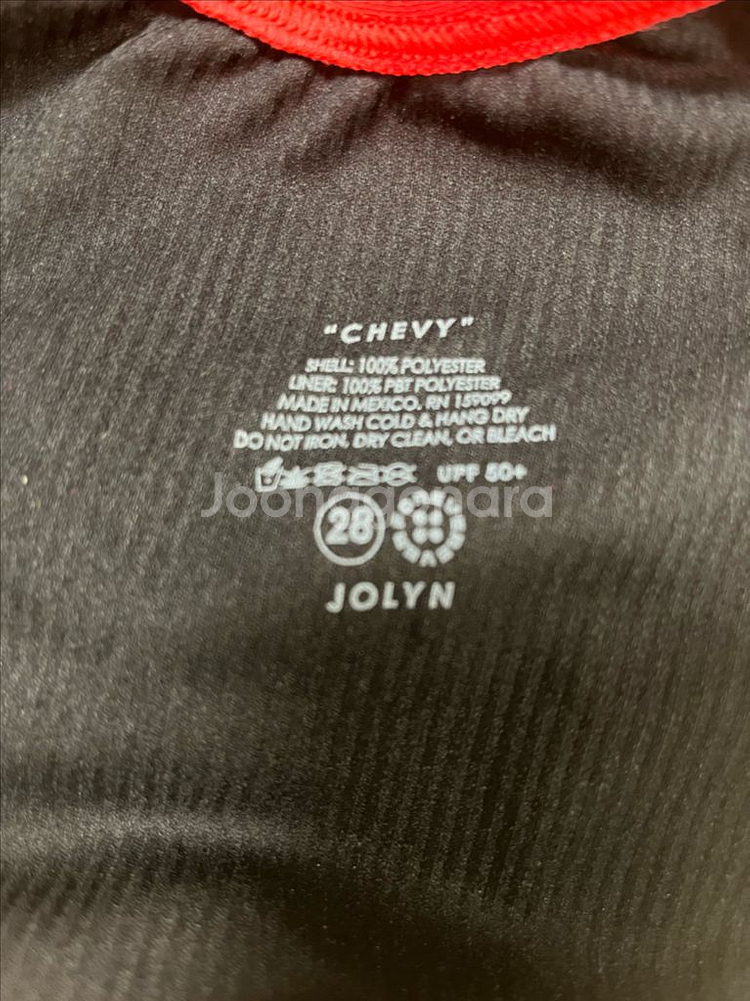 "CHEVY"
SHELL: 100% POLYESTER
LINER: 100% PBT POLYESTER
MADE IN MEXICO. RN 159099
HAND WASH COLD & HANG DRY
DO NOT IRON, DRY CLEAN, OR BLEACH
UPF 50+
Joonggonara
28
JOLYN